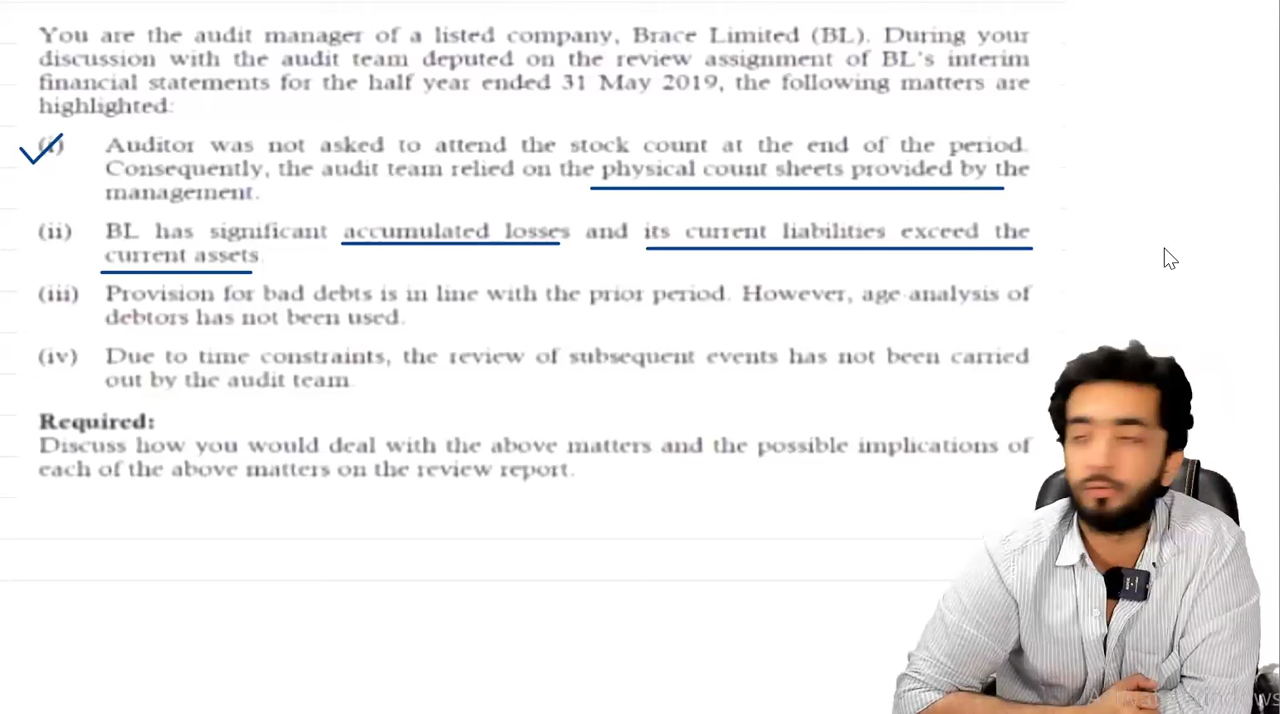 You are the audit manager of a listed company, Brace Limited (BL). During your
discussion with the audit team deputed on the review assignment of BL's interim
financial statements for the half year ended 31 May 2019, the following matters are
highlighted:
(i) Auditor was not asked to attend the stock count at the end of the period.
Consequently, the audit team relied on the physical count sheets provided by the
management.
(ii) BL has significant accumulated losses and its current liabilities exceed the
current assets.
(iii) Provision for bad debts is in line with the prior period. However, age analysis of
debtors has not been used.
(iv) Due to time constraints, the review of subsequent events has not been carried
out by the audit team.
Required:
Discuss how you would deal with the above matters and the possible implications of
each of the above matters on the review report.